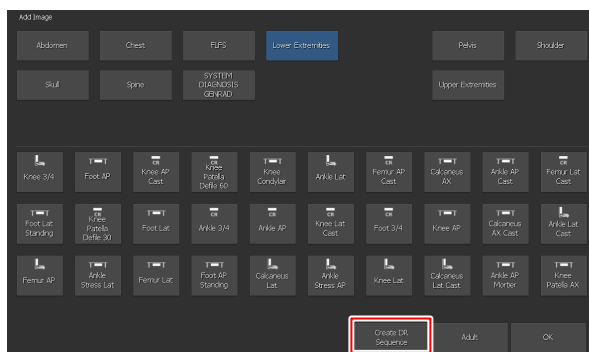 Add Image
Abdomen
Chest
FLFS
Lower Extremities
Pelvis
Shoulder
Skull
Spine
SYSTEM
DIAGNOSIS
GENRAD
Upper Extremities
Knee 3/4
Foot AP
CR
Knee AP
Cast
CR
Knee
Patella
Defile 60
Knee
Condylair
Ankle Lat
CR
Femur AP
Cast
Calcaneus
AX
Ankle AP
Cast
CR
Femur Lat
Cast
Foot Lat
Standing
CR
Knee
Patella
Defile 30
Foot Lat
CR
Ankle 3/4
CR
Ankle AP
CR
Knee Lat
Cast
CR
Foot 3/4
Knee AP
Calcaneus
AX Cast
Ankle Lat
Cast
Femur AP
Ankle
Stress Lat
Femur Lat
Foot AP
Standing
Calcaneus
Lat
Ankle
Stress AP
Knee Lat
Calcaneus
Lat Cast
Ankle AP
Mortier
Knee
Patella AX
Create DR
Sequence
Adult
OK